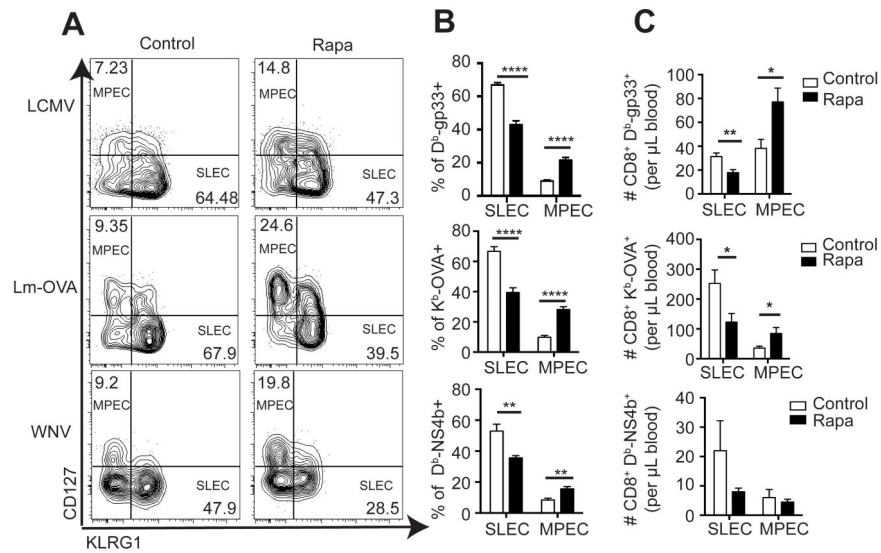 A
Control
Rapa
LCMV
7.23
MPEC
SLEC
64.48
14.8
MPEC
SLEC
47.3
Lm-OVA
9.35
MPEC
SLEC
67.9
24.6
MPEC
SLEC
39.5
WNV
9.2
MPEC
SLEC
47.9
19.8
MPEC
SLEC
28.5
CD127
KLRG1
B
% of Dᵇ-gp33+
80
60
40
20
0
****
****
SLEC
MPEC
% of Kᵇ-OVA+
80
60
40
20
0
****
****
SLEC
MPEC
% of Dᵇ-NS4b+
80
60
40
20
0
**
**
SLEC
MPEC
C
# CD8⁺ Dᵇ-gp33⁺
(per µL blood)
100
80
60
40
20
0
**
*
SLEC
MPEC
Control
Rapa
# CD8⁺ Kᵇ-OVA⁺
(per µL blood)
400
300
200
100
0
*
*
SLEC
MPEC
Control
Rapa
# CD8⁺ Dᵇ-NS4b⁺
(per µL blood)
40
30
20
10
0
SLEC
MPEC
Control
Rapa